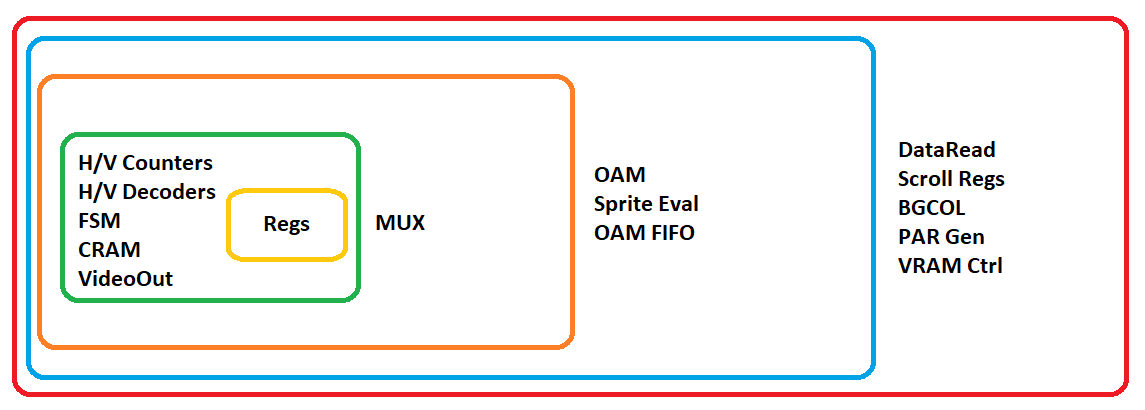 H/V Counters
H/V Decoders
FSM
CRAM
VideoOut
Regs
MUX
OAM
Sprite Eval
OAM FIFO
DataRead
Scroll Regs
BGCOL
PAR Gen
VRAM Ctrl